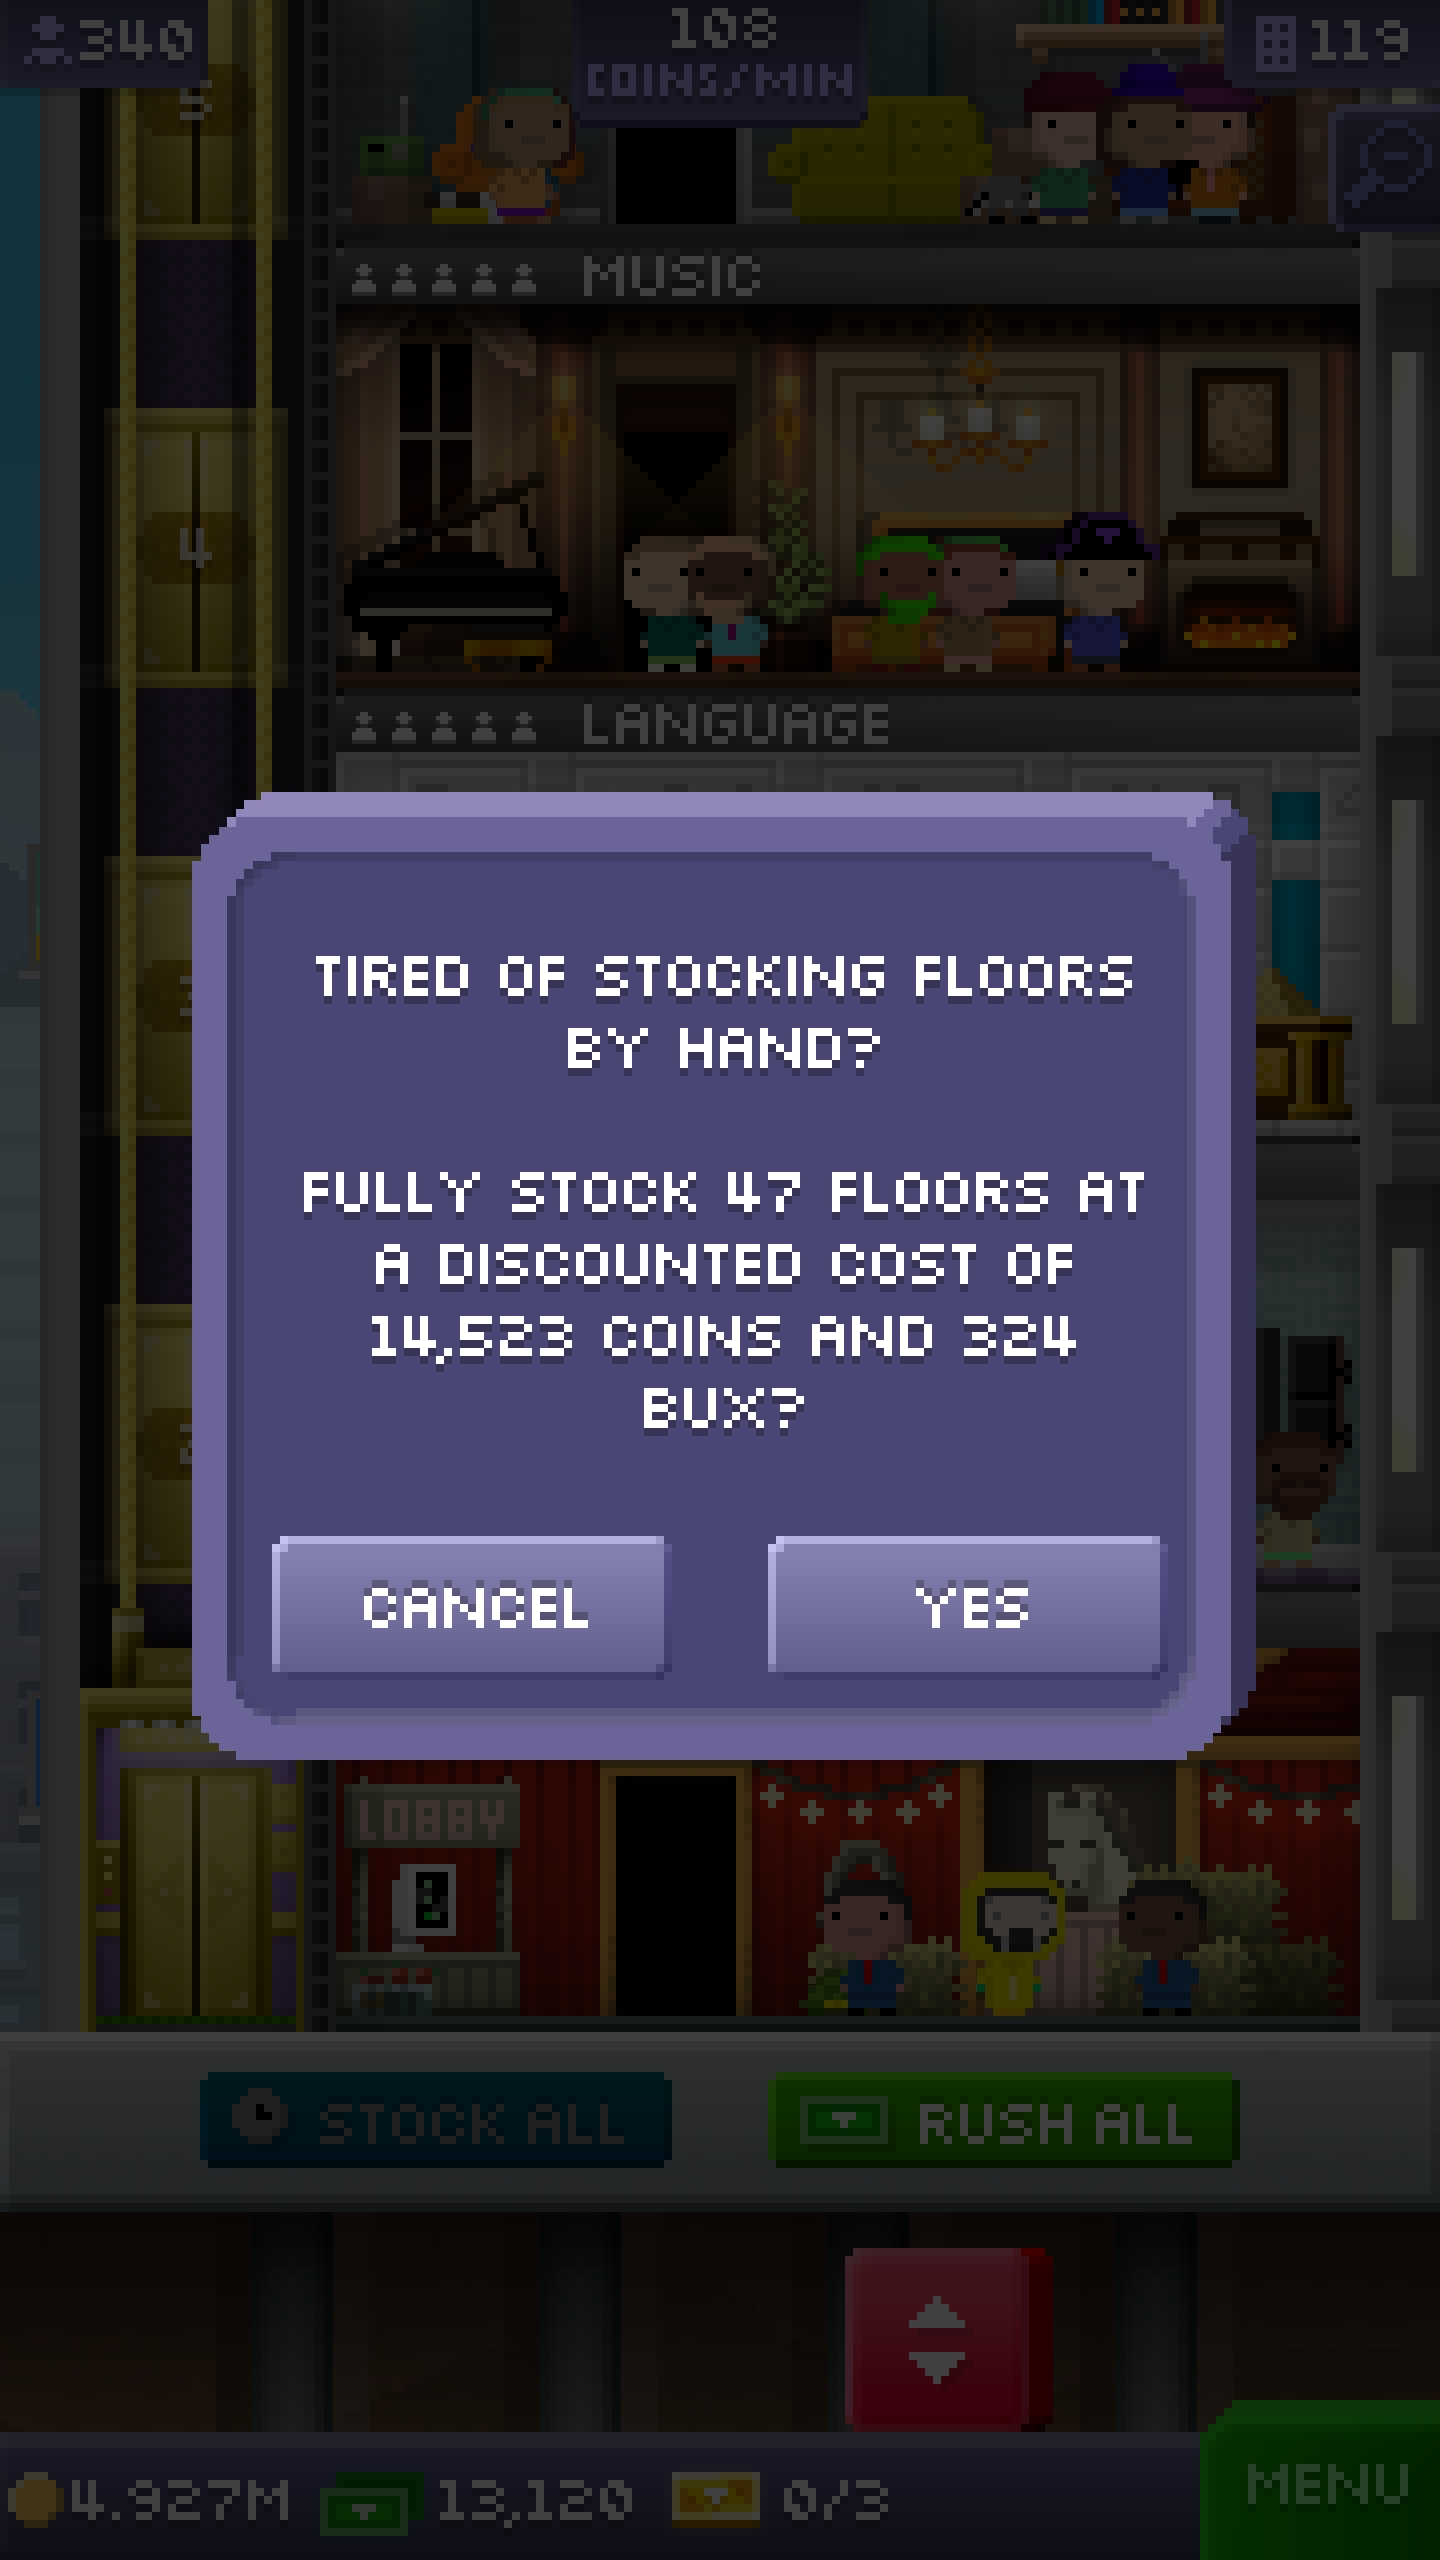 340
108
COINS/MIN
119
5
MUSIC
4
LANGUAGE
TIRED OF STOCKING FLOORS
BY HAND?
FULLY STOCK 47 FLOORS AT
A DISCOUNTED COST OF
14,523 COINS AND 324
BUX?
CANCEL
YES
LOBBY
STOCK ALL
RUSH ALL
4.927M
13,120
0/3
MENU